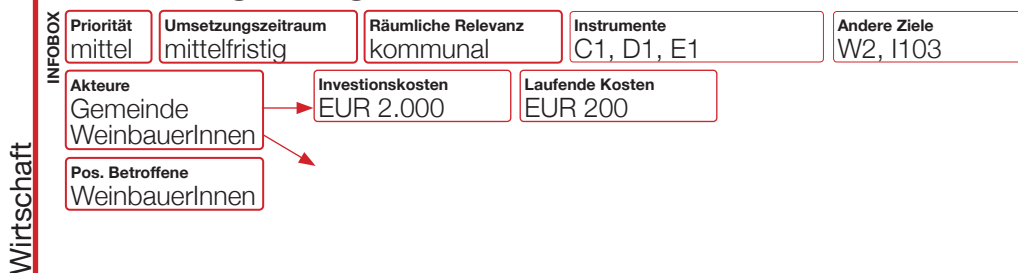 INFOBOX
Priorität
mittel
Umsetzungszeitraum
mittelfristig
Räumliche Relevanz
kommunal
Instrumente
C1, D1, E1
Andere Ziele
W2, I103
Akteure
Gemeinde
WeinbauerInnen
Investionskosten
EUR 2.000
Laufende Kosten
EUR 200
Pos. Betroffene
WeinbauerInnen
Wirtschaft